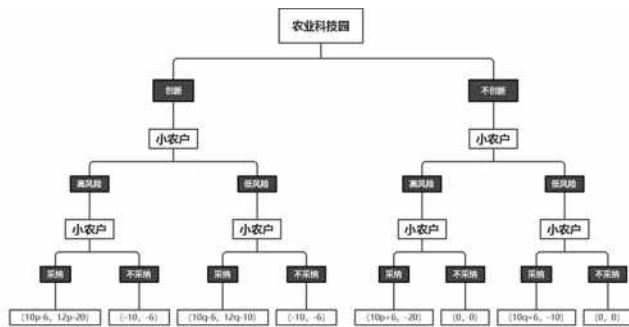 农业科技园
创新 不创新
小农户 小农户
高风险 低风险 高风险 低风险
小农户 小农户 小农户 小农户
采纳 不采纳 采纳 不采纳 采纳 不采纳 采纳 不采纳
(10p-6, 12p-20) (-10, -6) (10q-6, 12q-10) (-10, -6) (10p+6, -20) (0, 0) (10q+6, -10) (0, 0)